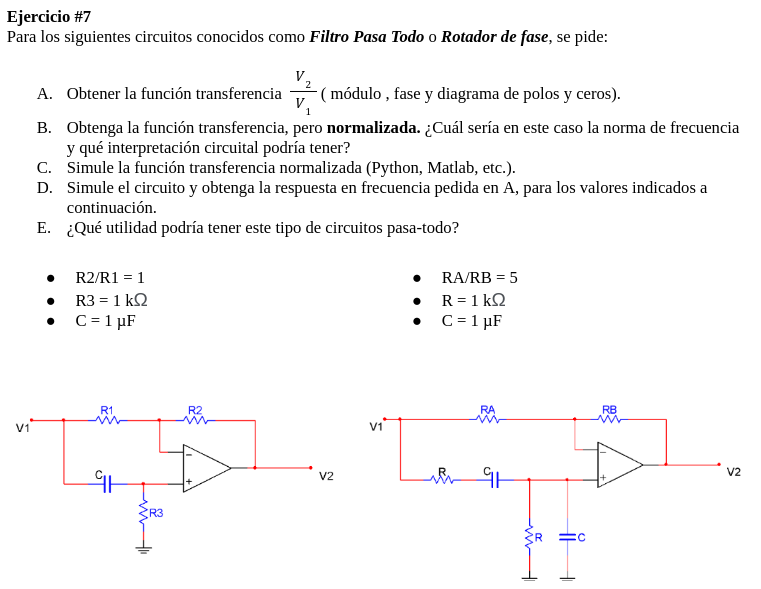 Ejercicio #7
Para los siguientes circuitos conocidos como Filtro Pasa Todo o Rotador de fase, se pide:
A. Obtener la función transferencia V2/V1 ( módulo , fase y diagrama de polos y ceros).
B. Obtenga la función transferencia, pero normalizada. ¿Cuál sería en este caso la norma de frecuencia
y qué interpretación circuital podría tener?
C. Simule la función transferencia normalizada (Python, Matlab, etc.).
D. Simule el circuito y obtenga la respuesta en frecuencia pedida en A, para los valores indicados a
continuación.
E. ¿Qué utilidad podría tener este tipo de circuitos pasa-todo?
● R2/R1 = 1
● R3 = 1 kΩ
● C = 1 µF
● RA/RB = 5
● R = 1 kΩ
● C = 1 µF
R1 R2
V1
C
- 
+
V2
R3
RA RB
V1
R C
-
+
V2
R C